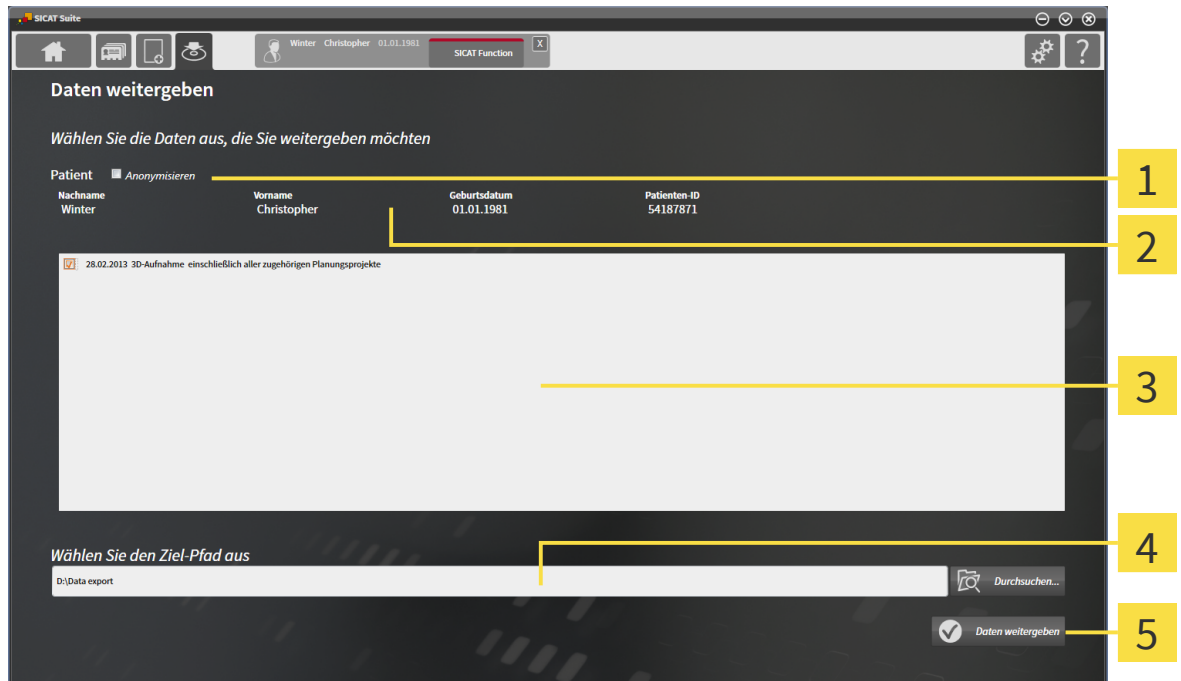 SICAT Suite
Winter Christopher 01.01.1981
SICAT Function
X
?
Daten weitergeben
Wählen Sie die Daten aus, die Sie weitergeben möchten
Patient Anonymisieren
1
Nachname Vorname Geburtsdatum Patienten-ID
Winter Christopher 01.01.1981 54187871
2
28.02.2013 3D-Aufnahme einschließlich aller zugehörigen Planungsprojekte
3
Wählen Sie den Ziel-Pfad aus
4
D:\Data export
Durchsuchen...
Daten weitergeben
5